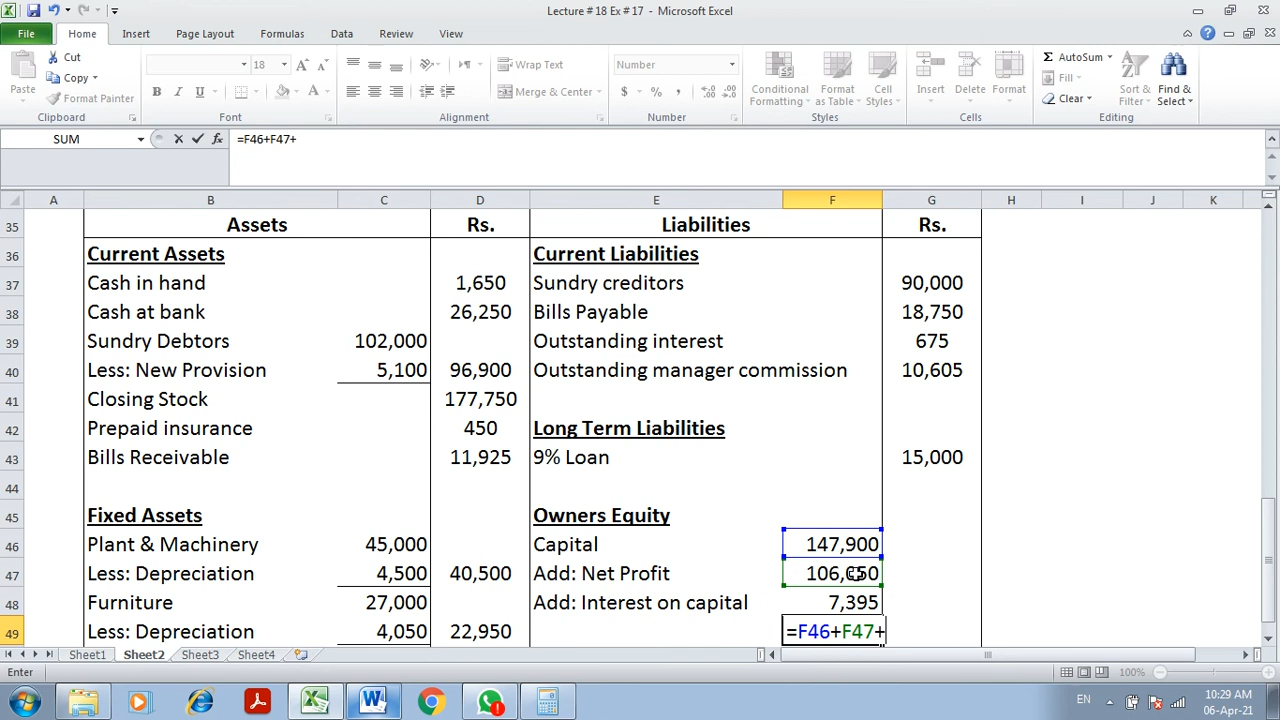 Lecture # 18 Ex # 17 - Microsoft Excel
File Home Insert Page Layout Formulas Data Review View
Paste Cut Copy Format Painter Clipboard
18 B I U A A A Font
Wrap Text Merge & Center Alignment
Number $ % , Number
Conditional Formatting Format as Table Cell Styles Styles
Insert Delete Format Cells
Σ AutoSum Fill Clear Sort & Filter Find & Select Editing
SUM fx =F46+F47+
A B C D E F G H I J K
35 Assets Rs. Liabilities Rs.
36 Current Assets Current Liabilities
37 Cash in hand 1,650 Sundry creditors 90,000
38 Cash at bank 26,250 Bills Payable 18,750
39 Sundry Debtors 102,000 Outstanding interest 675
40 Less: New Provision 5,100 96,900 Outstanding manager commission 10,605
41 Closing Stock 177,750
42 Prepaid insurance 450 Long Term Liabilities
43 Bills Receivable 11,925 9% Loan 15,000
44
45 Fixed Assets Owners Equity
46 Plant & Machinery 45,000 Capital 147,900
47 Less: Depreciation 4,500 40,500 Add: Net Profit
48 Furniture 27,000 Add: Interest on capital 7,395
49 Less: Depreciation 4,050 22,950 =F46+F47+
Sheet1 Sheet2 Sheet3 Sheet4
Enter 100%
EN 10:29 AM
06-Apr-21